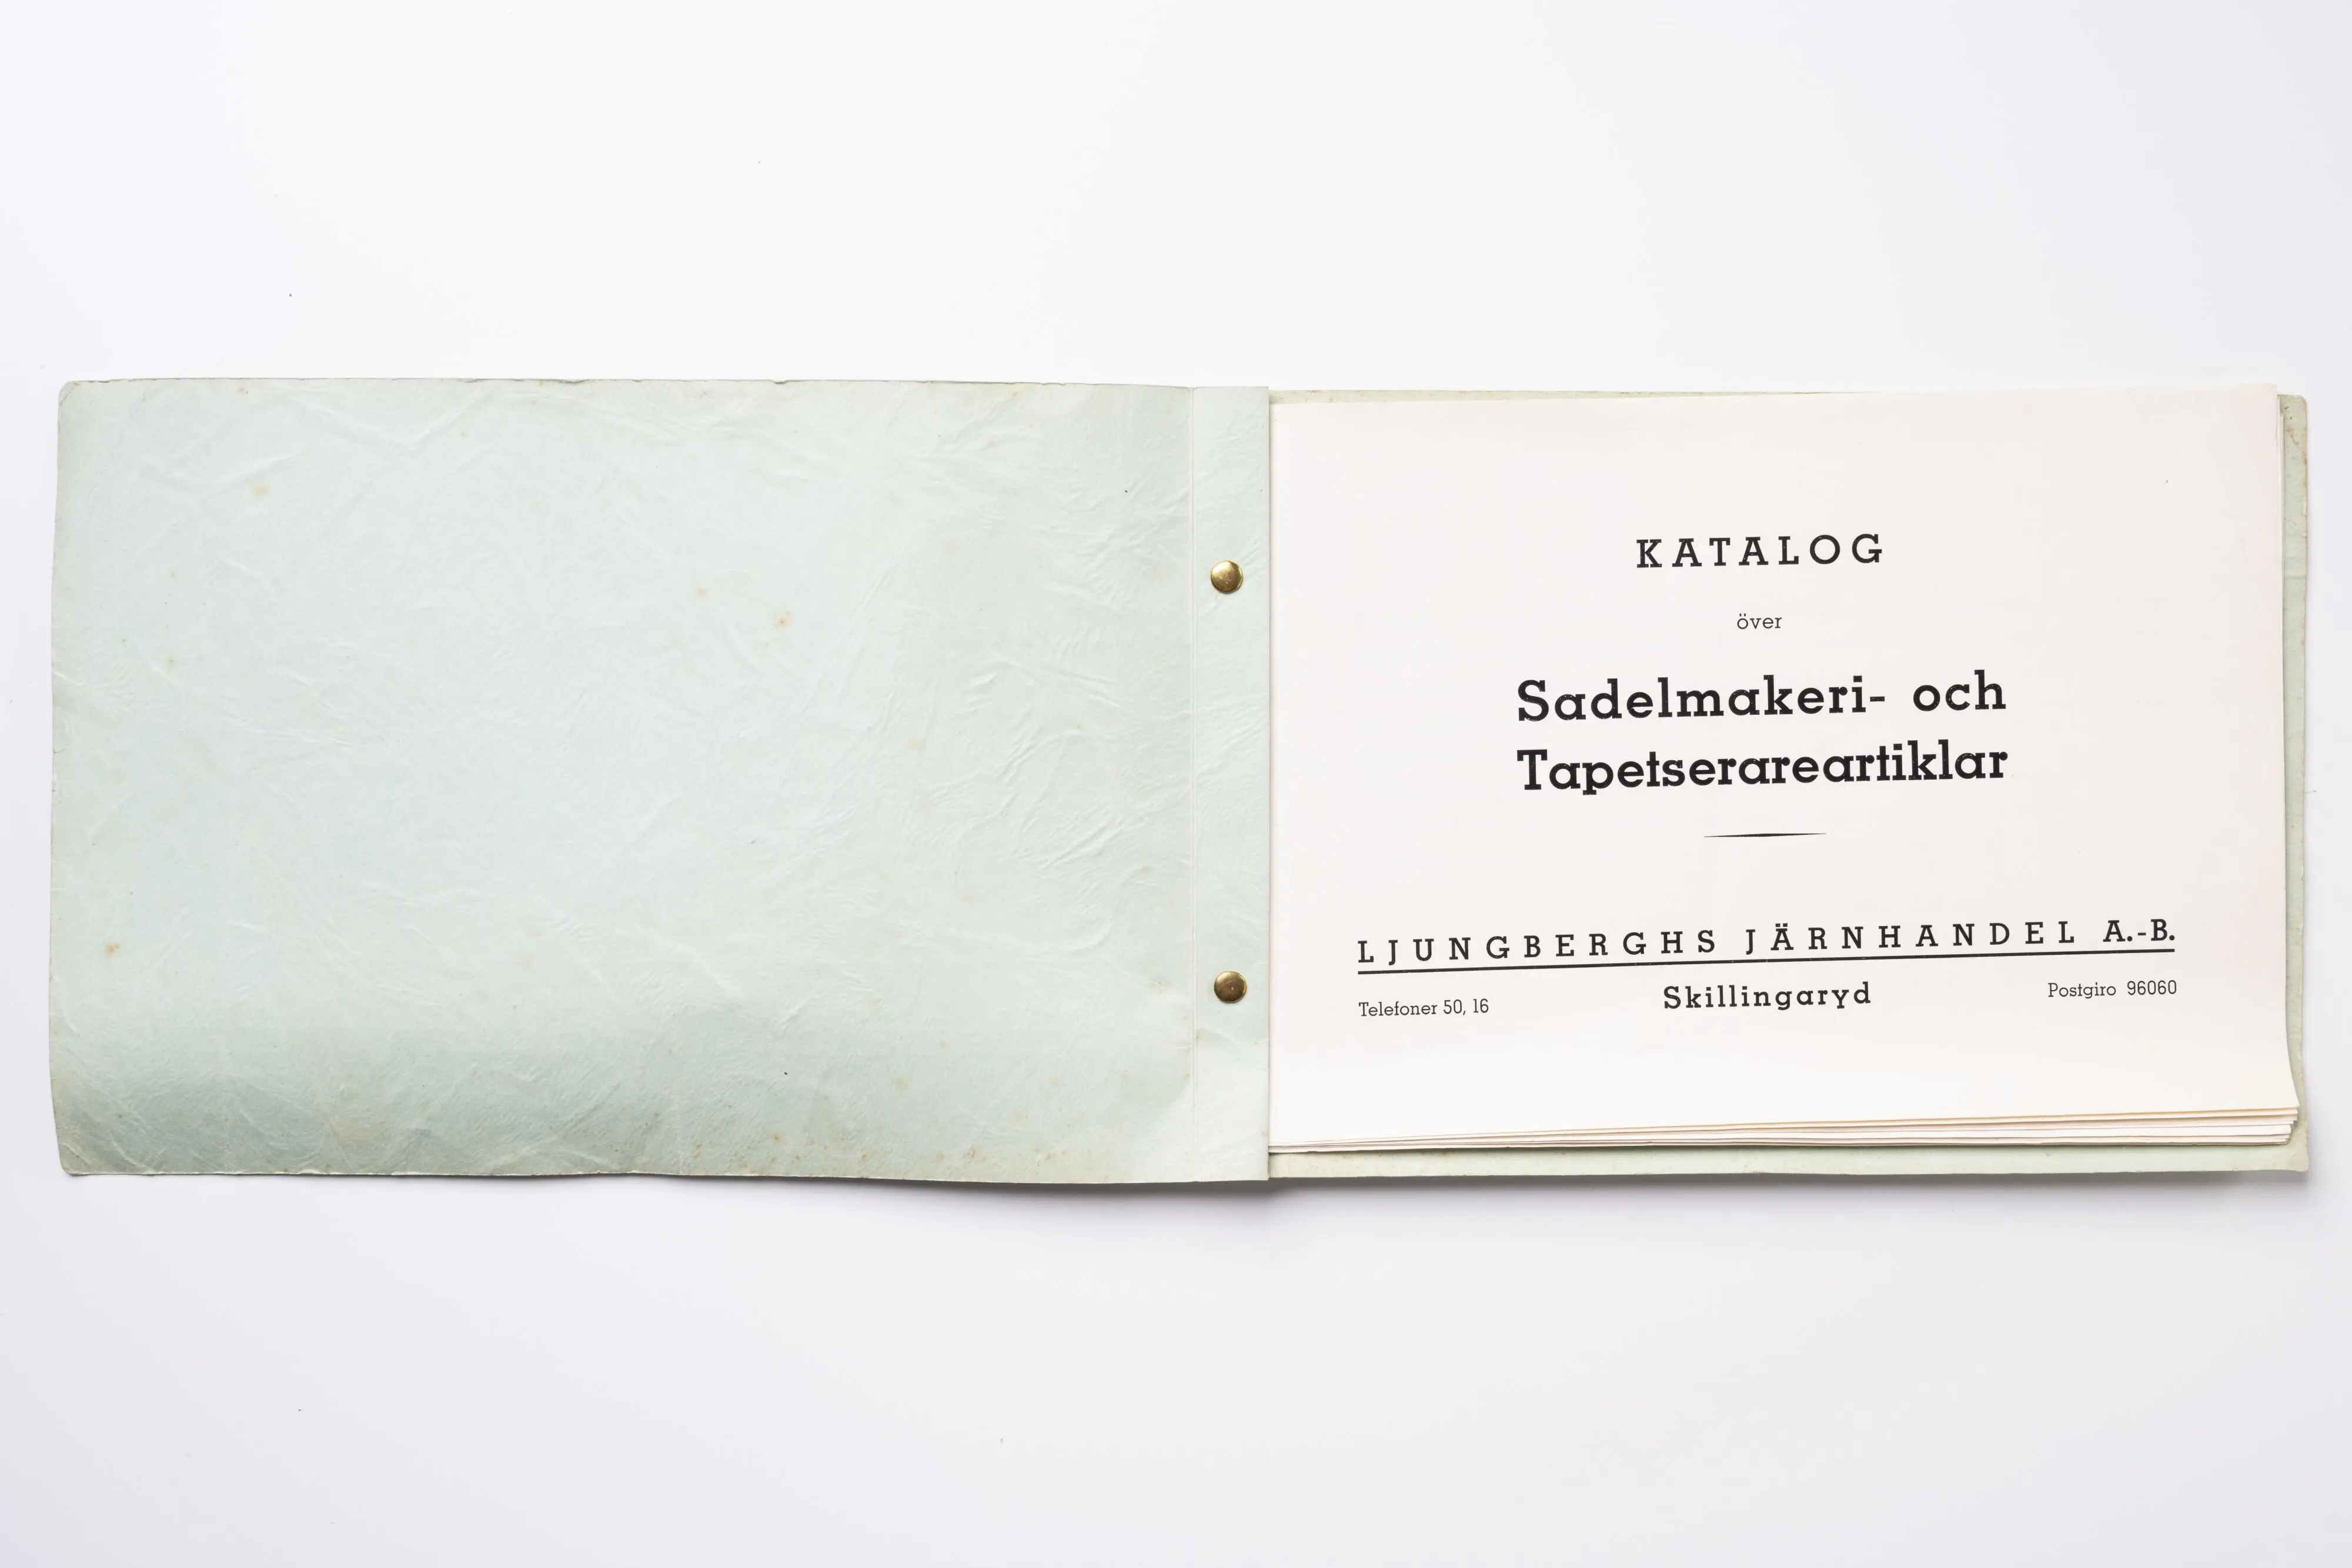 KATALOG
över
Sadelmakeri- och
Tapetserareartiklar
LJUNGBERGHS JÄRNHANDEL A.-B.
Telefoner 50, 16 Skillingaryd Postgiro 96060